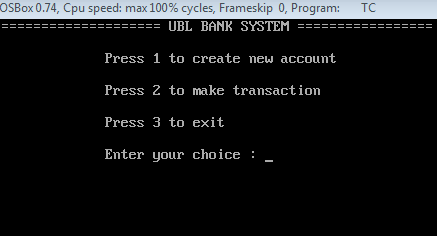 OSBox 0.74, Cpu speed: max 100% cycles, Frameskip 0, Program: TC
==================== UBL BANK SYSTEM =================
Press 1 to create new account
Press 2 to make transaction
Press 3 to exit
Enter your choice : _